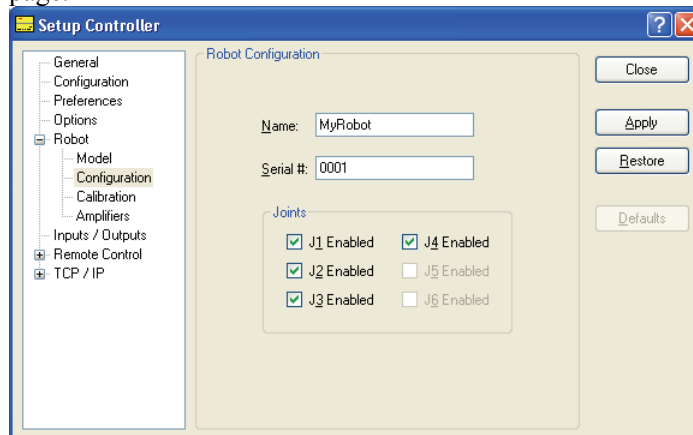 page.
Setup Controller
General
Configuration
Preferences
Options
Robot
Model
Configuration
Calibration
Amplifiers
Inputs / Outputs
Remote Control
TCP / IP
Robot Configuration
Name: MyRobot
Serial #: 0001
Joints
J1 Enabled J4 Enabled
J2 Enabled J5 Enabled
J3 Enabled J6 Enabled
Close
Apply
Restore
Defaults